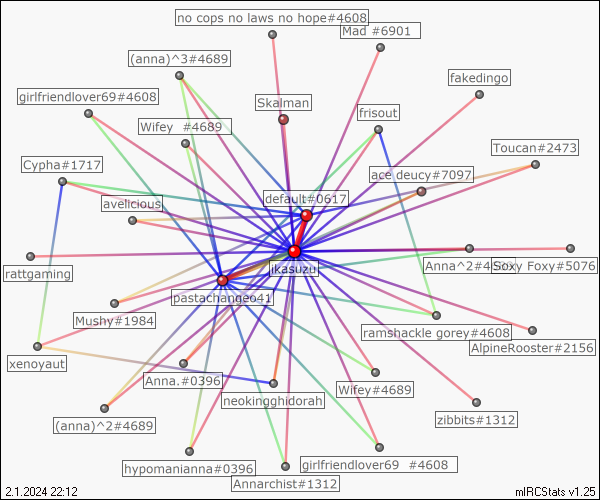 no cops no laws no hope#4608
Mad #6901
(anna)^3#4689
fakedingo
girlfriendlover69#4608
Skalman
frisout
Wifey #4689
Toucan#2473
Cypha#1717
ace deucy#7097
default#0617
avelicious
rattgaming
ikasuzu
Anna^2#4
Soxy Foxy#5076
pastachangeo41
Mushy#1984
ramshackle gorey#4608
AlpineRooster#2156
xenoyaut
Anna.#0396
Wifey#4689
neokingghidorah
zibbits#1312
(anna)^2#4689
hypomanianna#0396
girlfriendlover69 #4608
Annarchist#1312
2.1.2024 22:12
mIRCStats v1.25